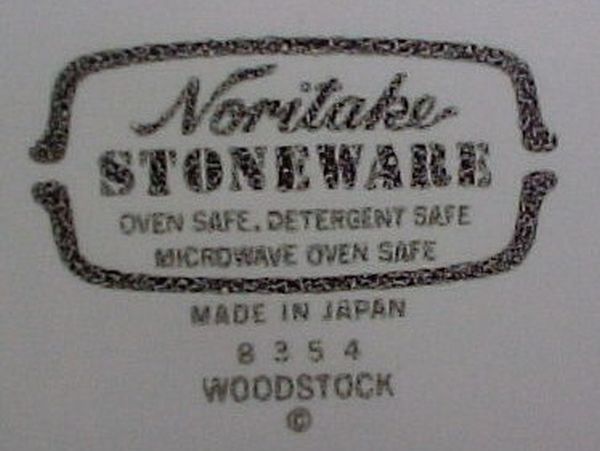 Noritake
STONEWARE
OVEN SAFE. DETERGENT SAFE
MICROWAVE OVEN SAFE
MADE IN JAPAN
8354
WOODSTOCK
©